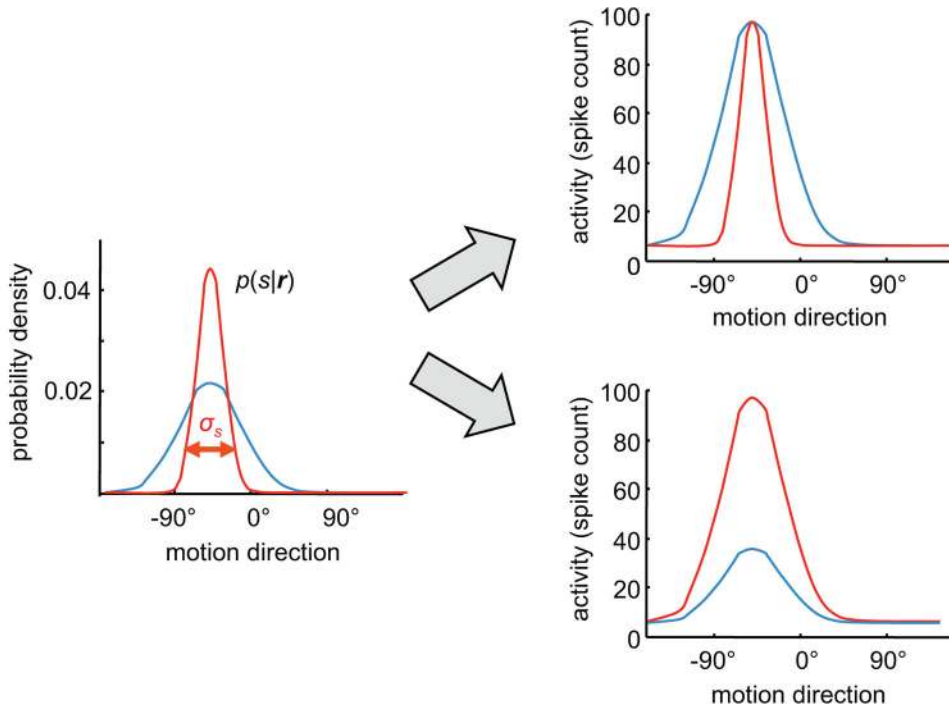 probability density
0.04
0.02
p(s|r)
σs
-90°
0°
90°
motion direction
activity (spike count)
100
80
60
40
20
0
-90°
0°
90°
motion direction
activity (spike count)
100
80
60
40
20
0
-90°
0°
90°
motion direction